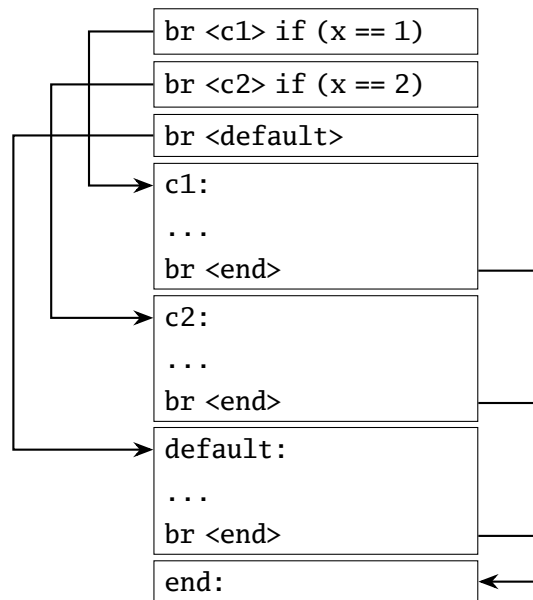 br <c1> if (x == 1)
br <c2> if (x == 2)
br <default>
c1:
...
br <end>
c2:
...
br <end>
default:
...
br <end>
end: